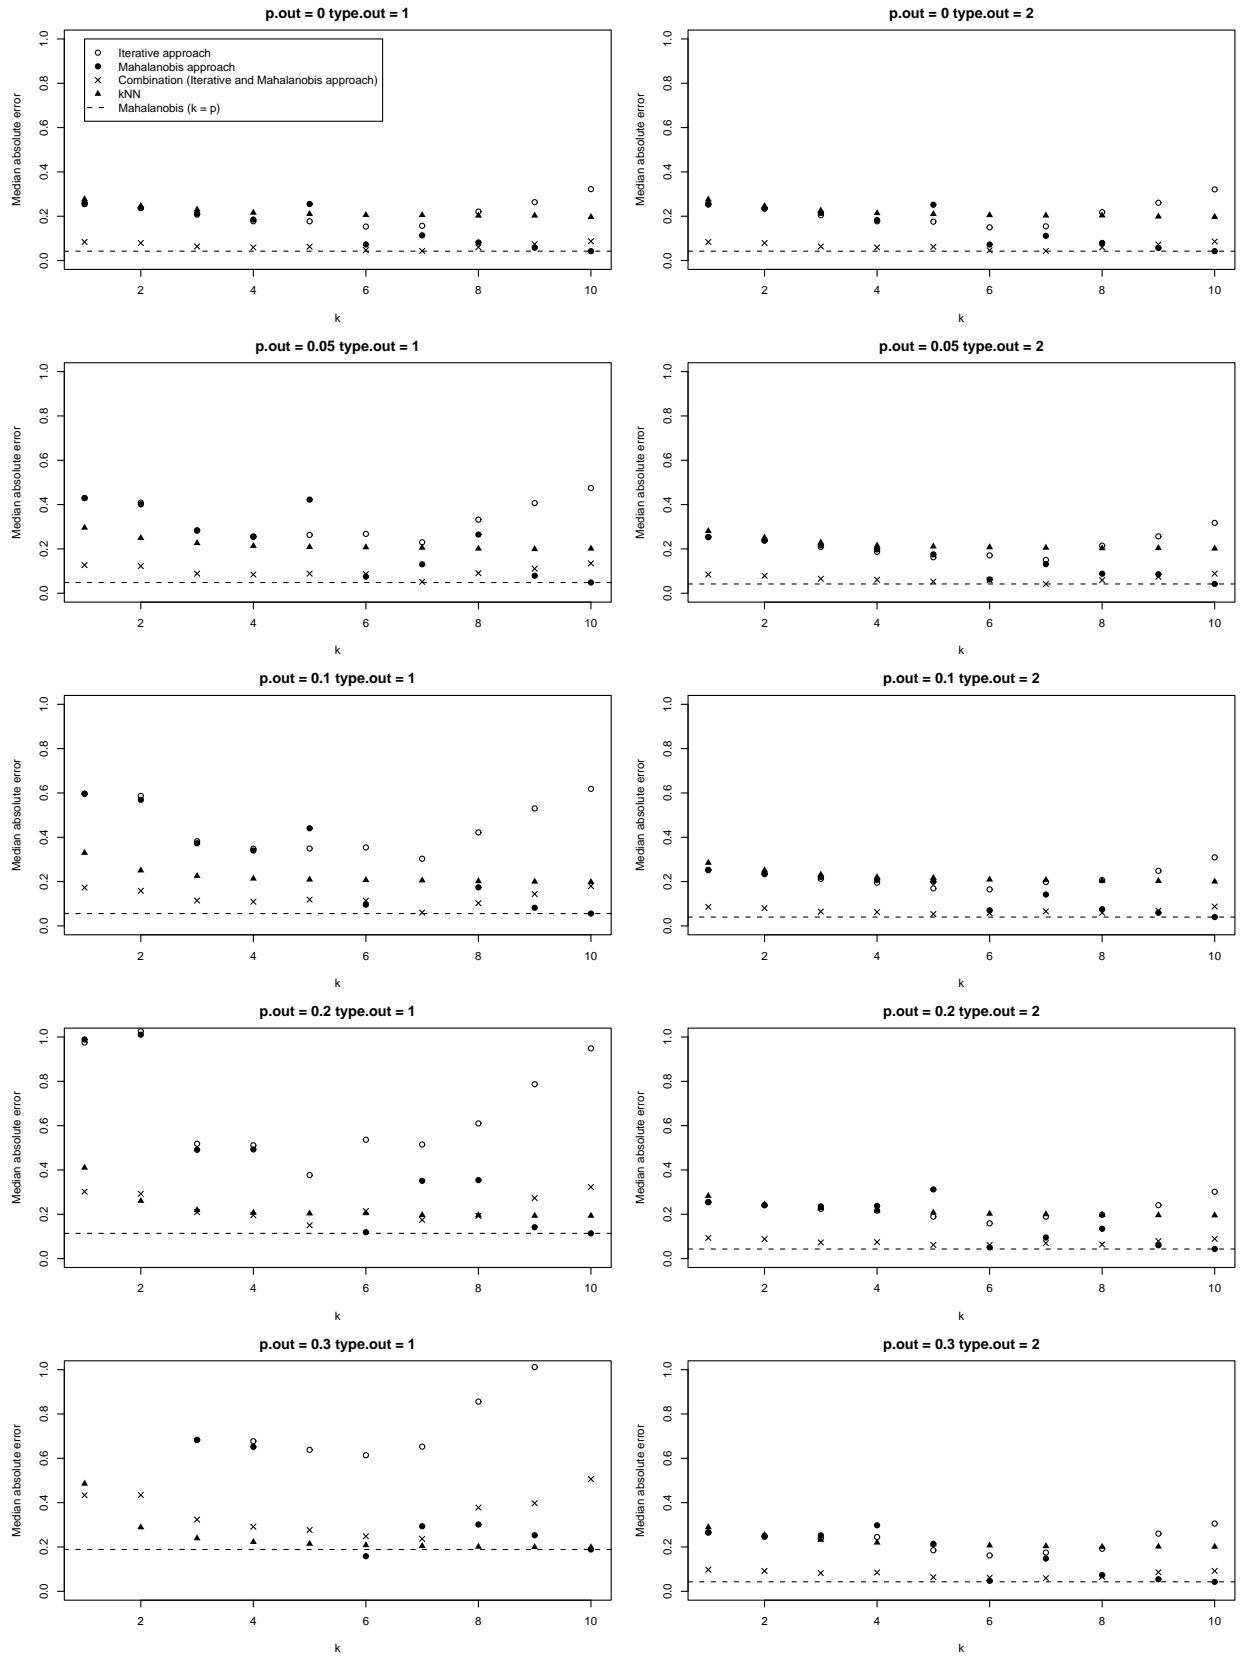 p.out = 0 type.out = 1
Median absolute error
0.0 0.2 0.4 0.6 0.8 1.0
Iterative approach
Mahalanobis approach
Combination (Iterative and Mahalanobis approach)
kNN
Mahalanobis (k = p)
2 4 6 8 10
k
p.out = 0 type.out = 2
Median absolute error
0.0 0.2 0.4 0.6 0.8 1.0
2 4 6 8 10
k
p.out = 0.05 type.out = 1
Median absolute error
0.0 0.2 0.4 0.6 0.8 1.0
2 4 6 8 10
k
p.out = 0.05 type.out = 2
Median absolute error
0.0 0.2 0.4 0.6 0.8 1.0
2 4 6 8 10
k
p.out = 0.1 type.out = 1
Median absolute error
0.0 0.2 0.4 0.6 0.8 1.0
2 4 6 8 10
k
p.out = 0.1 type.out = 2
Median absolute error
0.0 0.2 0.4 0.6 0.8 1.0
2 4 6 8 10
k
p.out = 0.2 type.out = 1
Median absolute error
0.0 0.2 0.4 0.6 0.8 1.0
2 4 6 8 10
k
p.out = 0.2 type.out = 2
Median absolute error
0.0 0.2 0.4 0.6 0.8 1.0
2 4 6 8 10
k
p.out = 0.3 type.out = 1
Median absolute error
0.0 0.2 0.4 0.6 0.8 1.0
2 4 6 8 10
k
p.out = 0.3 type.out = 2
Median absolute error
0.0 0.2 0.4 0.6 0.8 1.0
2 4 6 8 10
k